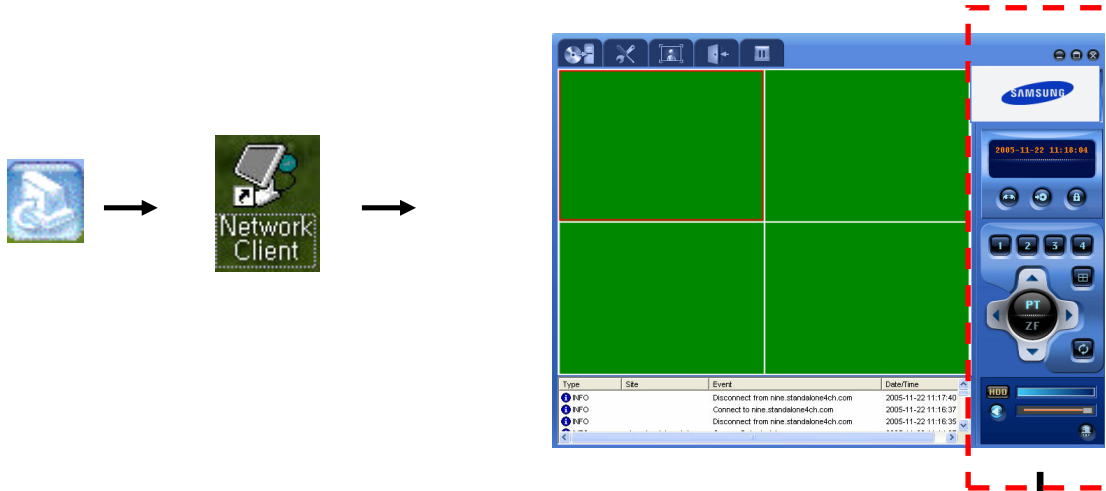 Network
Client
SAMSUNG
2005-11-22 11:18:04
1 2 3 4
PT
ZF
HDD
Type Site Event Date/Time
INFO Disconnect from nine.standalone4ch.com 2005-11-22 11:17:40
INFO Connect to nine.standalone4ch.com 2005-11-22 11:16:37
INFO Disconnect from nine.standalone4ch.com 2005-11-22 11:16:35